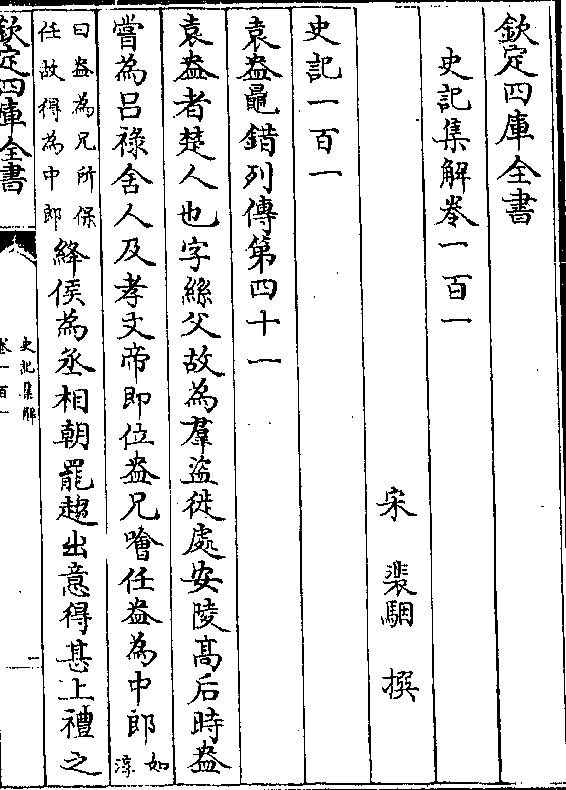 欽定四庫全書
史記集解卷一百一
宋　裴駰　撰
史記一百一
袁盎鼂錯列傳第四十一
袁盎者楚人也字絲父故為羣盜徙處安陵髙后時盎
嘗為吕祿舍人及孝文帝即位盎兄噲任盎為中郎如淳
曰盎為兄所保任故得為中郎絳侯為丞相朝罷趨出意得甚上禮之
欽定四庫全書
史記集解
卷一百一
一